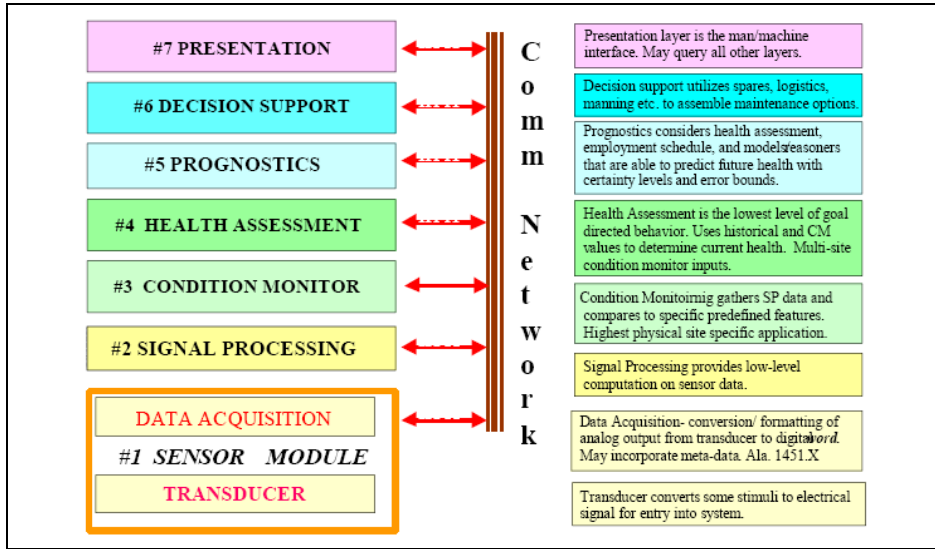 #7 PRESENTATION
#6 DECISION SUPPORT
#5 PROGNOSTICS
#4 HEALTH ASSESSMENT
#3 CONDITION MONITOR
#2 SIGNAL PROCESSING
DATA ACQUISITION
#1 SENSOR MODULE
TRANSDUCER
Comm Network
Presentation layer is the man/machine
interface. May query all other layers.
Decision support utilizes spares, logistics,
manning etc. to assemble maintenance options.
Prognostics considers health assessment,
employment schedule, and models/reasoners
that are able to predict future health with
certainty levels and error bounds.
Health Assessment is the lowest level of goal
directed behavior. Uses historical and CM
values to determine current health. Multi-site
condition monitor inputs.
Condition Monitoirnig gathers SP data and
compares to specific predefined features.
Highest physical site specific application.
Signal Processing provides low-level
computation on sensor data.
Data Acquisition- conversion/ formatting of
analog output from transducer to digital word.
May incorporate meta-data. Ala. 1451.X
Transducer converts some stimuli to electrical
signal for entry into system.